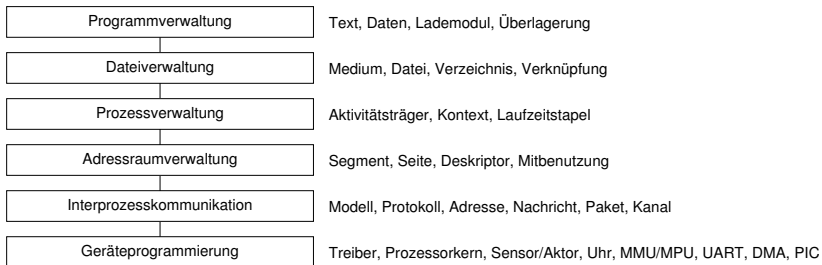 Programmverwaltung Text, Daten, Lademodul, Überlagerung
Dateiverwaltung Medium, Datei, Verzeichnis, Verknüpfung
Prozessverwaltung Aktivitätsträger, Kontext, Laufzeitstapel
Adressraumverwaltung Segment, Seite, Deskriptor, Mitbenutzung
Interprozesskommunikation Modell, Protokoll, Adresse, Nachricht, Paket, Kanal
Geräteprogrammierung Treiber, Prozessorkern, Sensor/Aktor, Uhr, MMU/MPU, UART, DMA, PIC